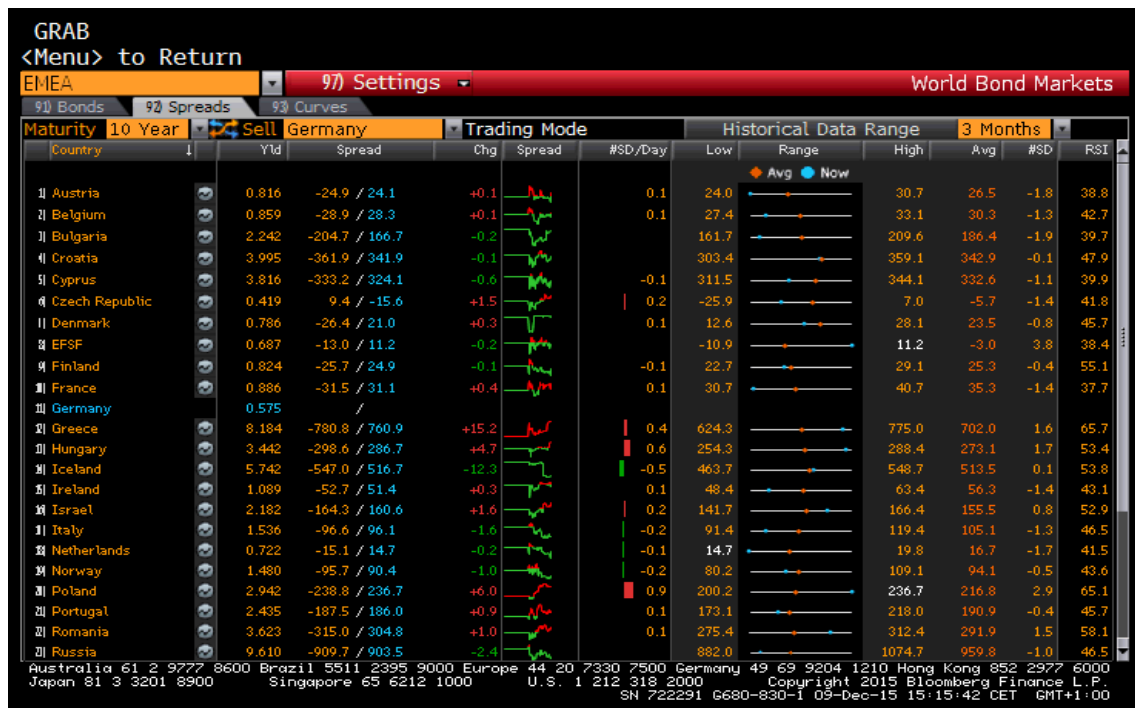 GRAB
<Menu> to Return
EMEA 97) Settings World Bond Markets
91) Bonds 92) Spreads 93) Curves
Maturity 10 Year Sell Germany Trading Mode Historical Data Range 3 Months
Country Yld Spread Chg Spread #SD/Day Low Range High Avg #SD RSI
Avg Now
1) Austria 0.816 -24.9 / 24.1 +0.1 0.1 24.0 30.7 26.5 -1.8 38.8
2) Belgium 0.859 -28.9 / 28.3 +0.1 0.1 27.4 33.1 30.3 -1.3 42.7
3) Bulgaria 2.242 -204.7 / 166.7 -0.2 161.7 209.6 186.4 -1.9 39.7
4) Croatia 3.995 -361.9 / 341.9 -0.1 303.4 359.1 342.9 -0.1 47.9
5) Cyprus 3.816 -333.2 / 324.1 -0.6 -0.1 311.5 344.1 332.6 -1.1 39.9
6) Czech Republic 0.419 9.4 / -15.6 +1.5 0.2 -25.9 7.0 -5.7 -1.4 41.8
7) Denmark 0.786 -26.4 / 21.0 +0.3 0.1 12.6 28.1 23.5 -0.8 45.7
8) EFSF 0.687 -13.0 / 11.2 -0.2 -10.9 11.2 -3.0 3.8 38.4
9) Finland 0.824 -25.7 / 24.9 -0.1 -0.1 22.7 29.1 25.3 -0.4 55.1
10) France 0.886 -31.5 / 31.1 +0.4 0.1 30.7 40.7 35.3 -1.4 37.7
11) Germany 0.575 /
12) Greece 8.184 -780.8 / 760.9 +15.2 0.4 624.3 775.0 702.0 1.6 65.7
13) Hungary 3.442 -298.6 / 286.7 +4.7 0.6 254.3 288.4 273.1 1.7 53.4
14) Iceland 5.742 -547.0 / 516.7 -12.3 -0.5 463.7 548.7 513.5 0.1 53.8
15) Ireland 1.089 -52.7 / 51.4 +0.3 0.1 48.4 63.4 56.3 -1.4 43.1
16) Israel 2.182 -164.3 / 160.6 +1.6 0.2 141.7 166.4 155.5 0.8 52.9
17) Italy 1.536 -96.6 / 96.1 -1.6 -0.2 91.4 119.4 105.1 -1.3 46.5
18) Netherlands 0.722 -15.1 / 14.7 -0.2 -0.1 14.7 19.8 16.7 -1.7 41.5
19) Norway 1.480 -95.7 / 90.4 -1.0 -0.2 80.2 109.1 94.1 -0.5 43.6
20) Poland 2.942 -238.8 / 236.7 +6.0 0.9 200.2 236.7 216.8 2.9 65.1
21) Portugal 2.435 -187.5 / 186.0 +0.9 0.1 173.1 218.0 190.9 -0.4 45.7
22) Romania 3.623 -315.0 / 304.8 +1.0 0.1 275.4 312.4 291.9 1.5 58.1
23) Russia 9.610 -909.7 / 903.5 -2.4 882.0 1074.7 959.8 -1.0 46.5
Australia 61 2 9777 8600 Brazil 5511 2395 9000 Europe 44 20 7330 7500 Germany 49 69 9204 1210 Hong Kong 852 2977 6000
Japan 81 3 3201 8900 Singapore 65 6212 1000 U.S. 1 212 318 2000 Copyright 2015 Bloomberg Finance L.P.
SN 722291 G680-830-1 09-Dec-15 15:15:42 CET GMT+1:00